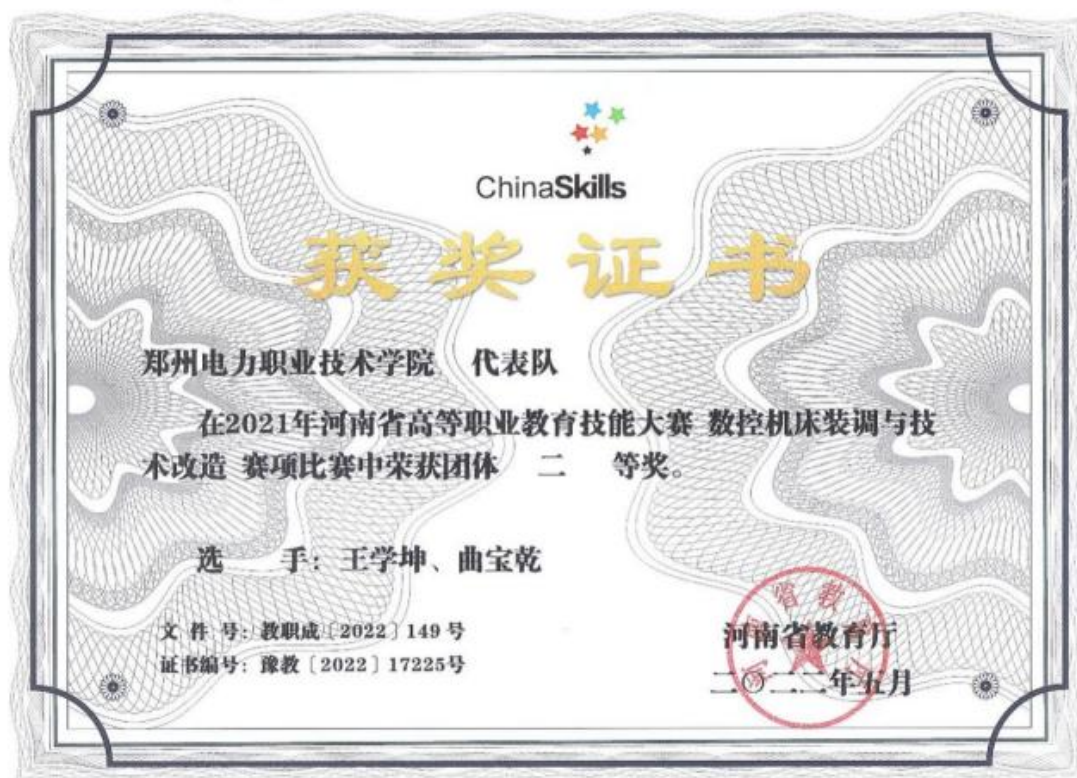 ChinaSkills
获奖证书
郑州电力职业技术学院 代表队
在2021年河南省高等职业教育技能大赛 数控机床装调与技
术改造 赛项比赛中荣获团体 二 等奖。
选 手：王学坤、曲宝乾
文 件 号：教职成〔2022〕149号
证书编号：豫教〔2022〕17225号
河南省教育厅
二〇二二年五月